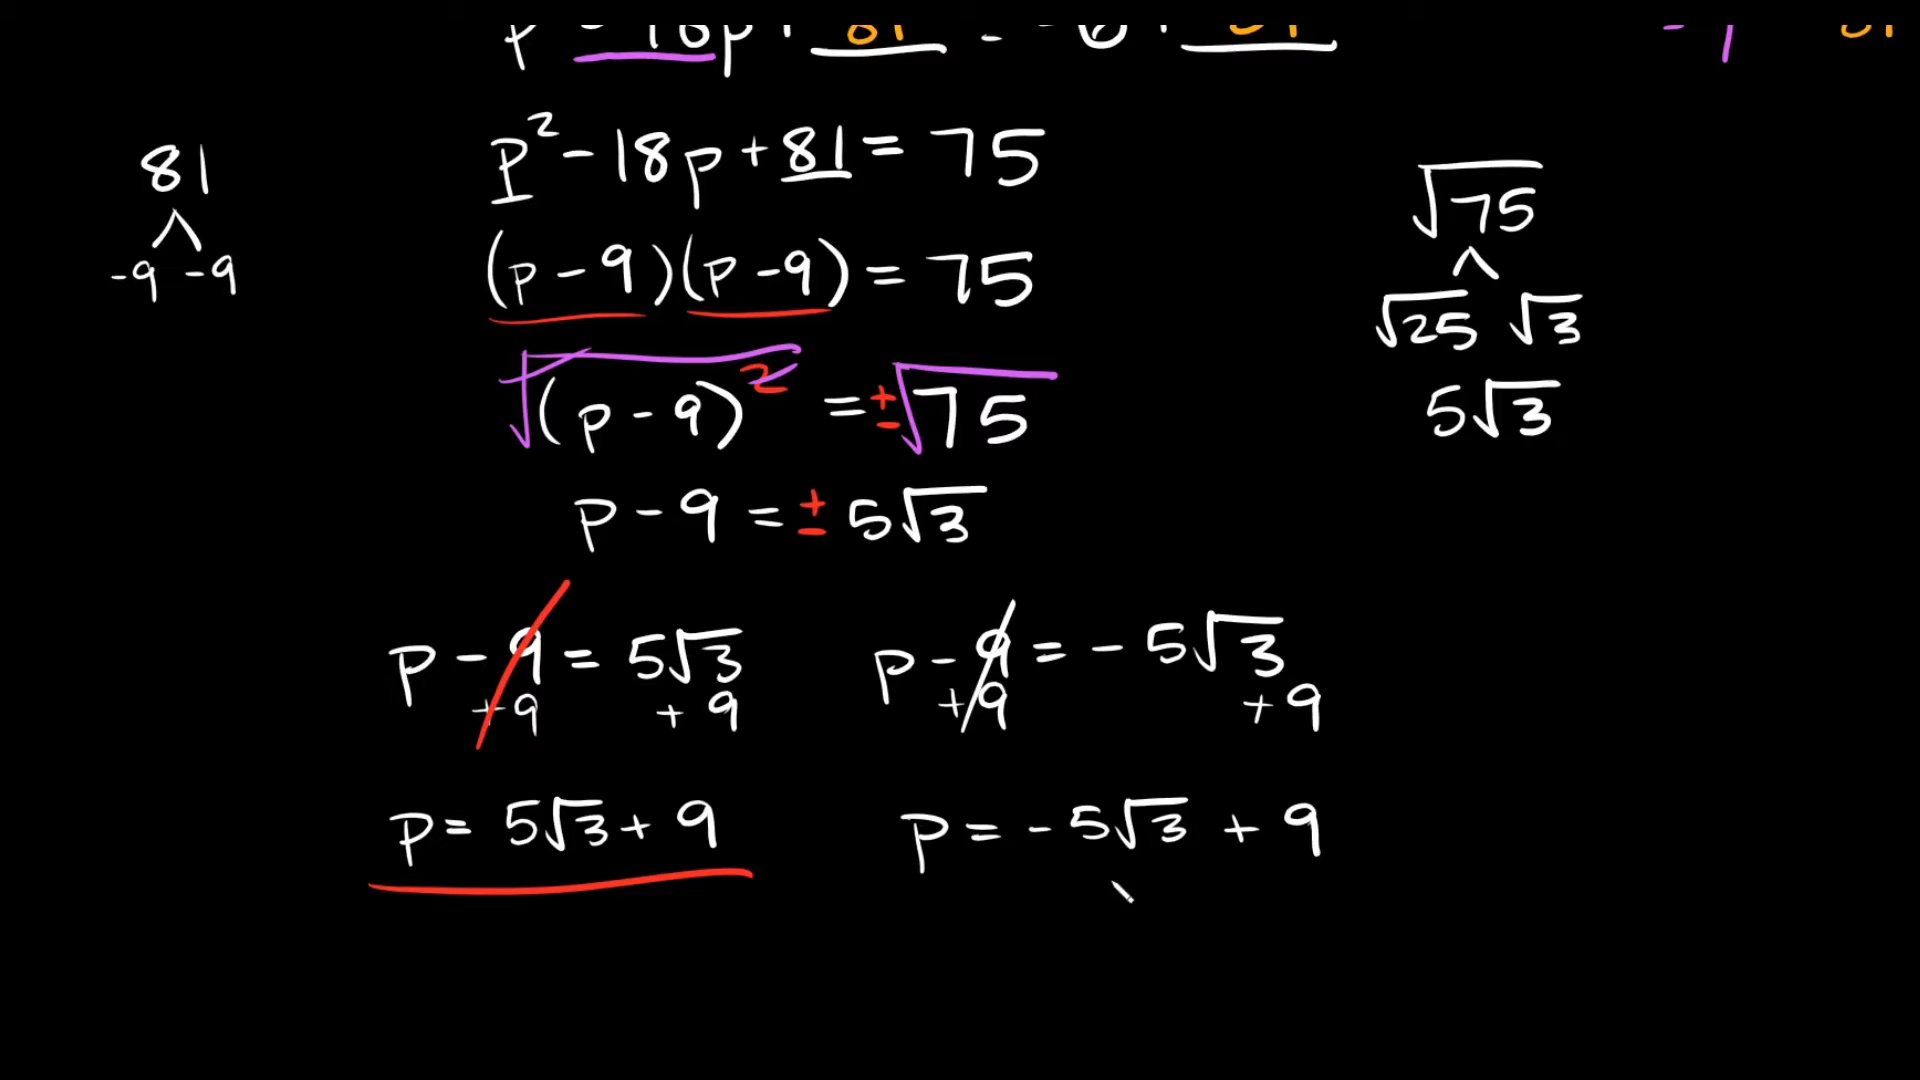 p² - 18p + 81 = 75
81
-9 -9
(p - 9)(p - 9) = 75
√(p - 9)² = ±√75
p - 9 = ± 5√3
p - 9 = 5√3
+9 +9
p = 5√3 + 9
p - 9 = - 5√3
+9 +9
p = - 5√3 + 9
√75
√25 √3
5√3